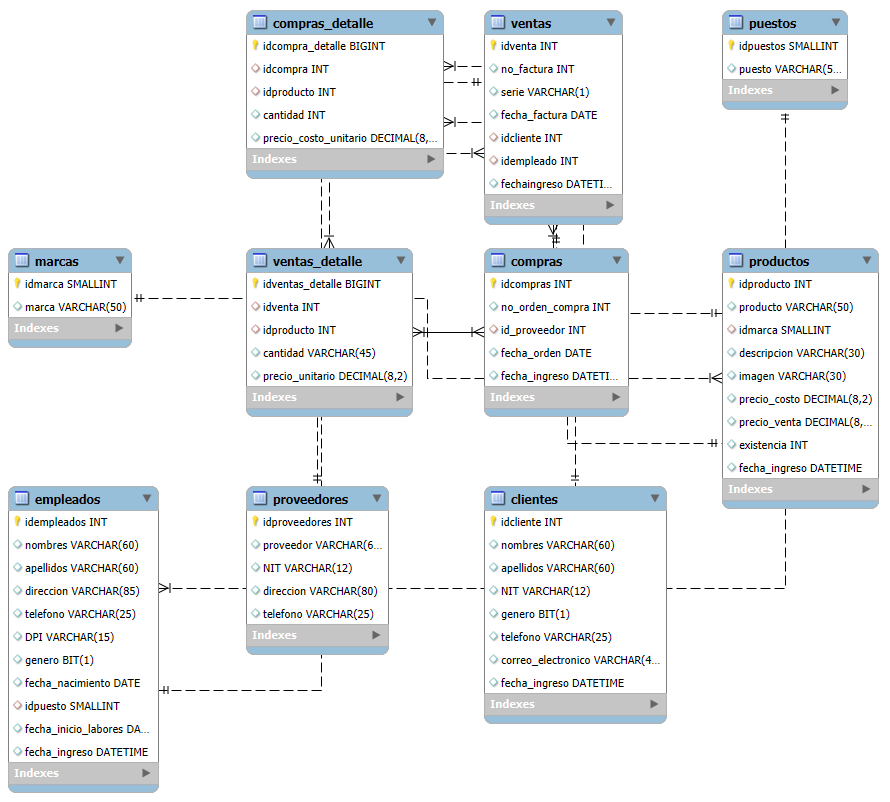 compras_detalle
idcompra_detalle BIGINT
idcompra INT
idproducto INT
cantidad INT
precio_costo_unitario DECIMAL(8,...
Indexes
ventas
idventa INT
no_factura INT
serie VARCHAR(1)
fecha_factura DATE
idcliente INT
idempleado INT
fechaingreso DATETI...
Indexes
puestos
idpuestos SMALLINT
puesto VARCHAR(5...
Indexes
marcas
idmarca SMALLINT
marca VARCHAR(50)
Indexes
ventas_detalle
idventas_detalle BIGINT
idventa INT
idproducto INT
cantidad VARCHAR(45)
precio_unitario DECIMAL(8,2)
Indexes
compras
idcompras INT
no_orden_compra INT
id_proveedor INT
fecha_orden DATE
fecha_ingreso DATETI...
Indexes
productos
idproducto INT
producto VARCHAR(50)
idmarca SMALLINT
descripcion VARCHAR(30)
imagen VARCHAR(30)
precio_costo DECIMAL(8,2)
precio_venta DECIMAL(8,...
existencia INT
fecha_ingreso DATETIME
Indexes
empleados
idempleados INT
nombres VARCHAR(60)
apellidos VARCHAR(60)
direccion VARCHAR(85)
telefono VARCHAR(25)
DPI VARCHAR(15)
genero BIT(1)
fecha_nacimiento DATE
idpuesto SMALLINT
fecha_inicio_labores DA...
fecha_ingreso DATETIME
Indexes
proveedores
idproveedores INT
proveedor VARCHAR(6...
NIT VARCHAR(12)
direccion VARCHAR(80)
telefono VARCHAR(25)
Indexes
clientes
idcliente INT
nombres VARCHAR(60)
apellidos VARCHAR(60)
NIT VARCHAR(12)
genero BIT(1)
telefono VARCHAR(25)
correo_electronico VARCHAR(4...
fecha_ingreso DATETIME
Indexes